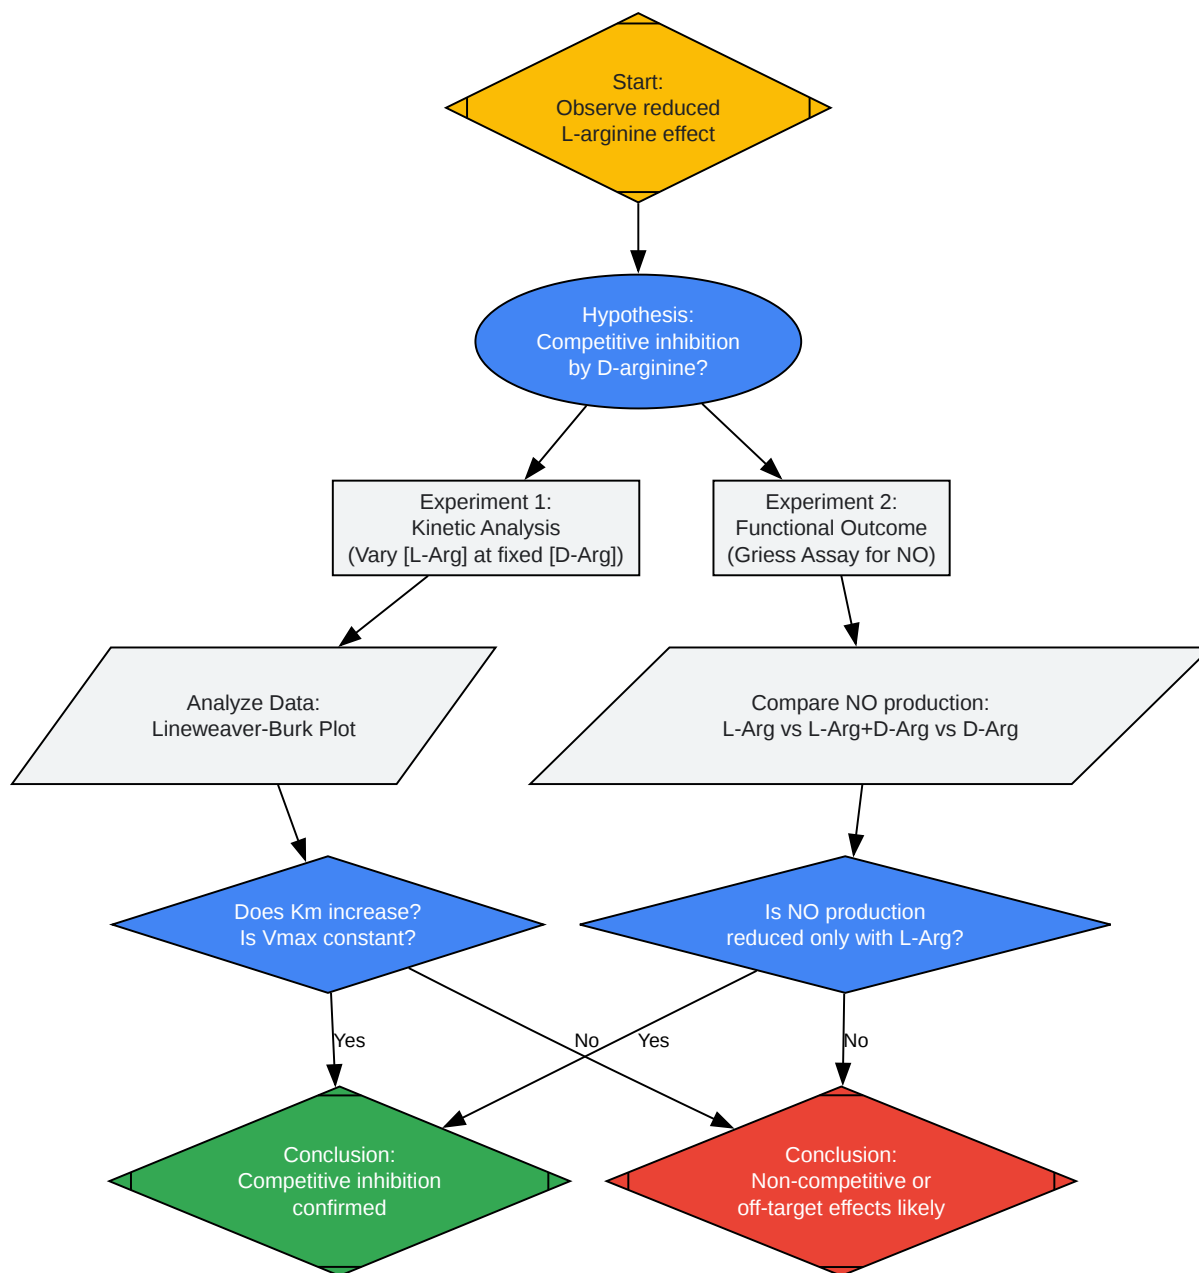 Start:
Observe reduced
L-arginine effect
Hypothesis:
Competitive inhibition
by D-arginine?
Experiment 1:
Kinetic Analysis
(Vary [L-Arg] at fixed [D-Arg])
Experiment 2:
Functional Outcome
(Griess Assay for NO)
Analyze Data:
Lineweaver-Burk Plot
Compare NO production:
L-Arg vs L-Arg+D-Arg vs D-Arg
Does Km increase?
Is Vmax constant?
Is NO production
reduced only with L-Arg?
Yes
No
Yes
No
Conclusion:
Competitive inhibition
confirmed
Conclusion:
Non-competitive or
off-target effects likely